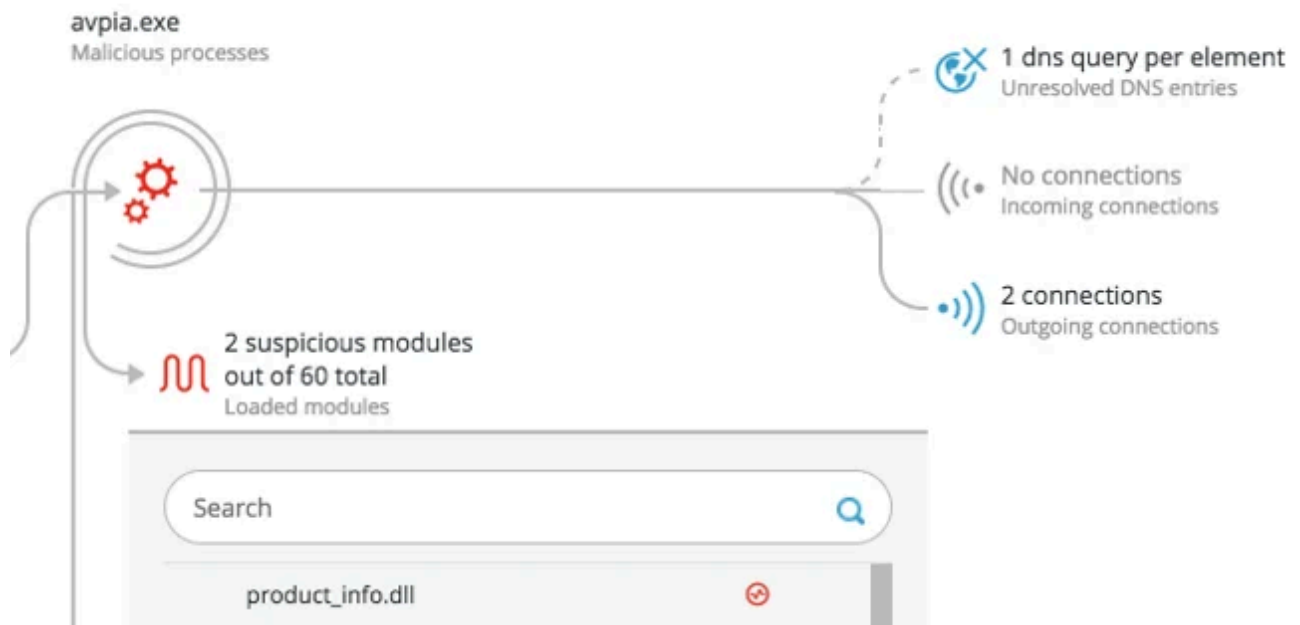 avpia.exe
Malicious processes
1 dns query per element
Unresolved DNS entries
No connections
Incoming connections
2 connections
Outgoing connections
2 suspicious modules
out of 60 total
Loaded modules
Search
product_info.dll